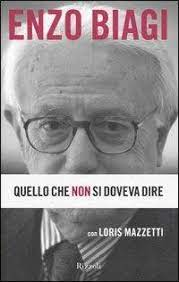 ENZO BIAGI
QUELLO CHE NON SI DOVEVA DIRE
con LORIS MAZZETTI
Rizzoli